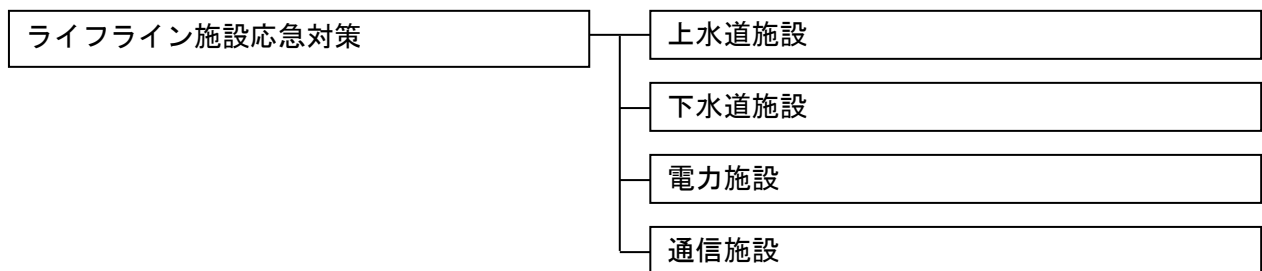 ライフライン施設応急対策
上水道施設
下水道施設
電力施設
通信施設